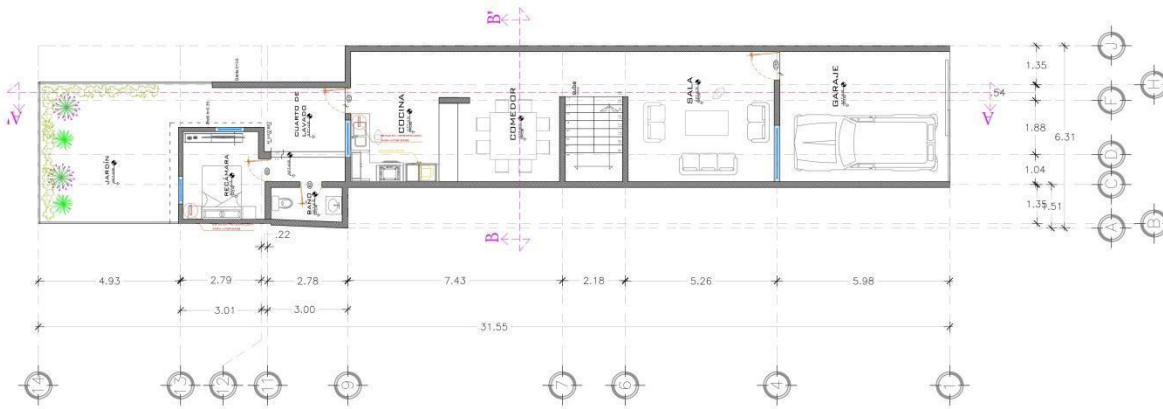 B'
A'
JARDÍN
RECÁMARA
CUARTO DE
LAVADO
BAÑO
COCINA
COMEDOR
SALA
GARAJE
A
B
.54
1.35
1.88
6.31
1.04
1.35
1.51
J
H
F
D
C
A
B
.22
4.93
2.79
2.78
7.43
2.18
5.26
5.98
3.01
3.00
31.55
14
13
12
11
9
7
6
4
1